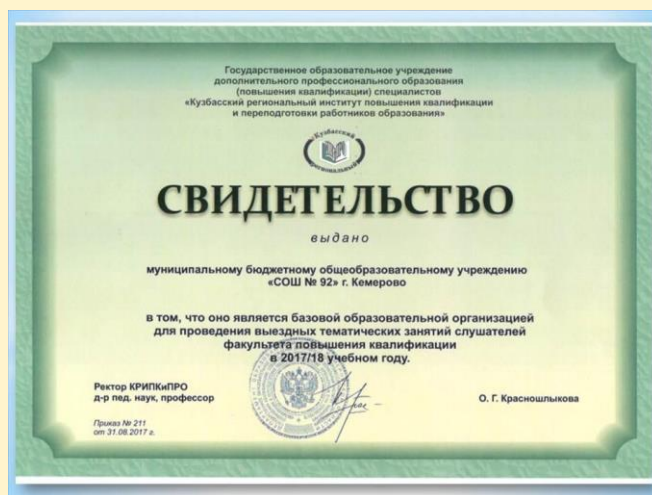 Государственное образовательное учреждение
дополнительного профессионального образования
(повышения квалификации) специалистов
«Кузбасский региональный институт повышения квалификации
и переподготовки работников образования»
Кузбасский
региональный
СВИДЕТЕЛЬСТВО
выдано
муниципальному бюджетному общеобразовательному учреждению
«СОШ № 92» г. Кемерово
в том, что оно является базовой образовательной организацией
для проведения выездных тематических занятий слушателей
факультета повышения квалификации
в 2017/18 учебном году.
Ректор КРИПКиПРО
д-р пед. наук, профессор
О. Г. Красношлыкова
Приказ № 211
от 31.08.2017 г.